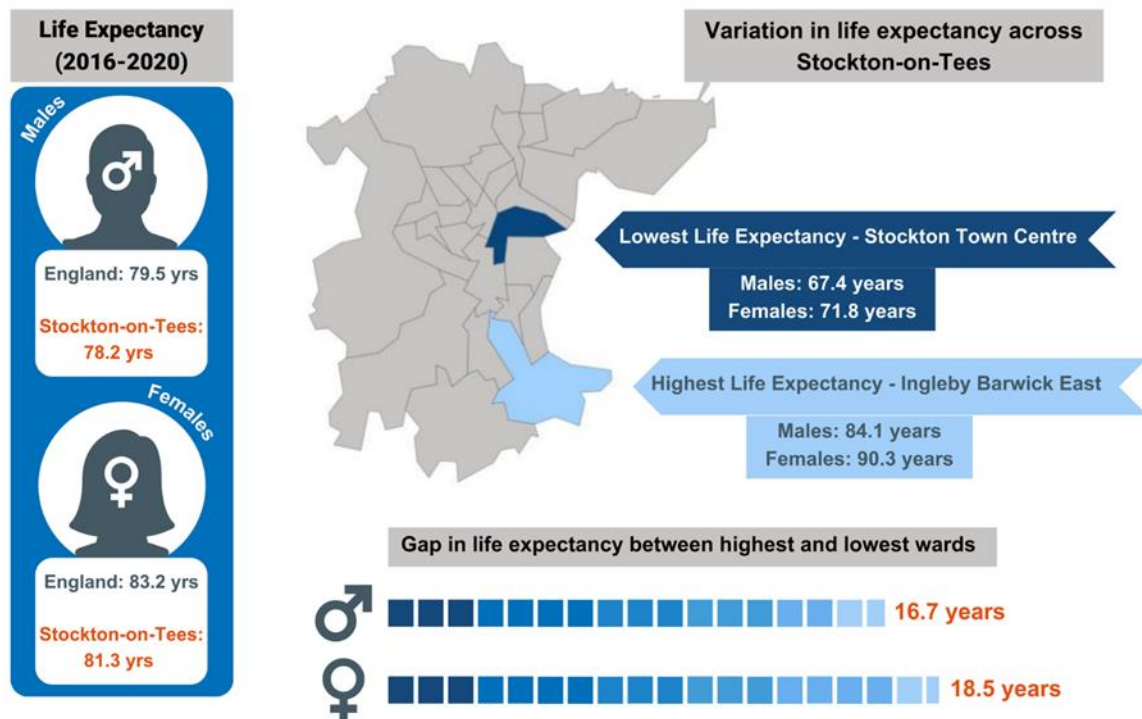 Life Expectancy
(2016-2020)
Males
England: 79.5 yrs
Stockton-on-Tees:
78.2 yrs
Females
England: 83.2 yrs
Stockton-on-Tees:
81.3 yrs
Variation in life expectancy across
Stockton-on-Tees
Lowest Life Expectancy - Stockton Town Centre
Males: 67.4 years
Females: 71.8 years
Highest Life Expectancy - Ingleby Barwick East
Males: 84.1 years
Females: 90.3 years
Gap in life expectancy between highest and lowest wards
16.7 years
18.5 years